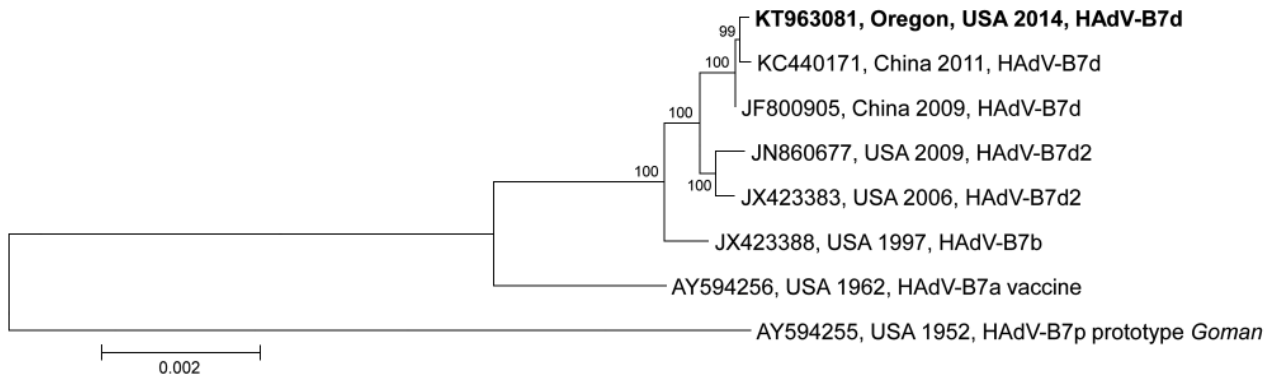 KT963081, Oregon, USA 2014, HAdV-B7d
99
KC440171, China 2011, HAdV-B7d
100
JF800905, China 2009, HAdV-B7d
100
JN860677, USA 2009, HAdV-B7d2
100
100
JX423383, USA 2006, HAdV-B7d2
JX423388, USA 1997, HAdV-B7b
AY594256, USA 1962, HAdV-B7a vaccine
AY594255, USA 1952, HAdV-B7p prototype Goman
0.002